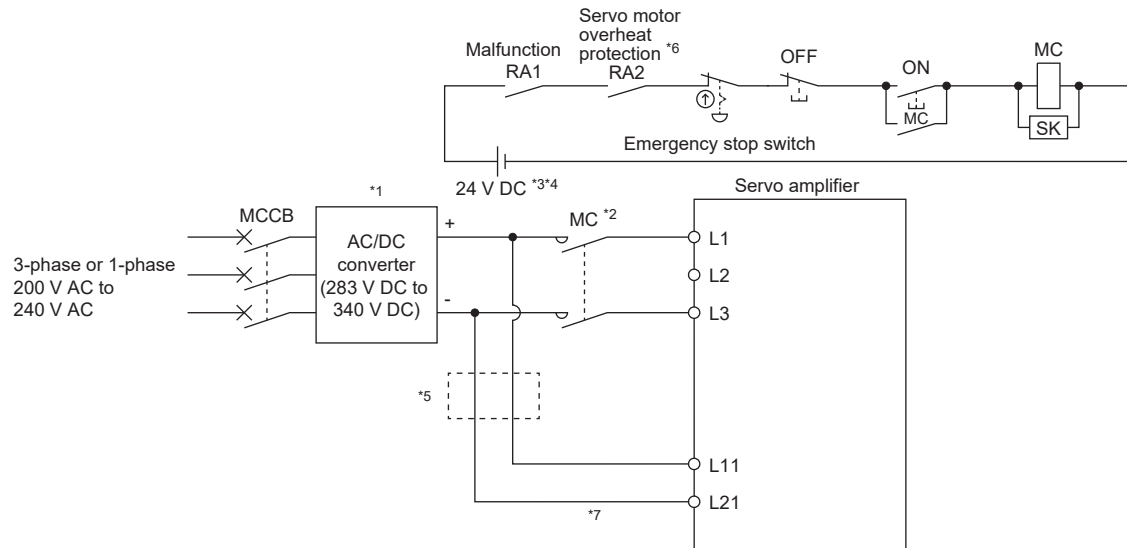 Servo motor
overheat
protection *6
Malfunction
RA1
RA2
OFF
ON
MC
MC
SK
Emergency stop switch
24 V DC *3*4
Servo amplifier
*1
MCCB
AC/DC
converter
(283 V DC to
340 V DC)
+
-
MC *2
3-phase or 1-phase
200 V AC to
240 V AC
L1
L2
L3
*5
L11
L21
*7